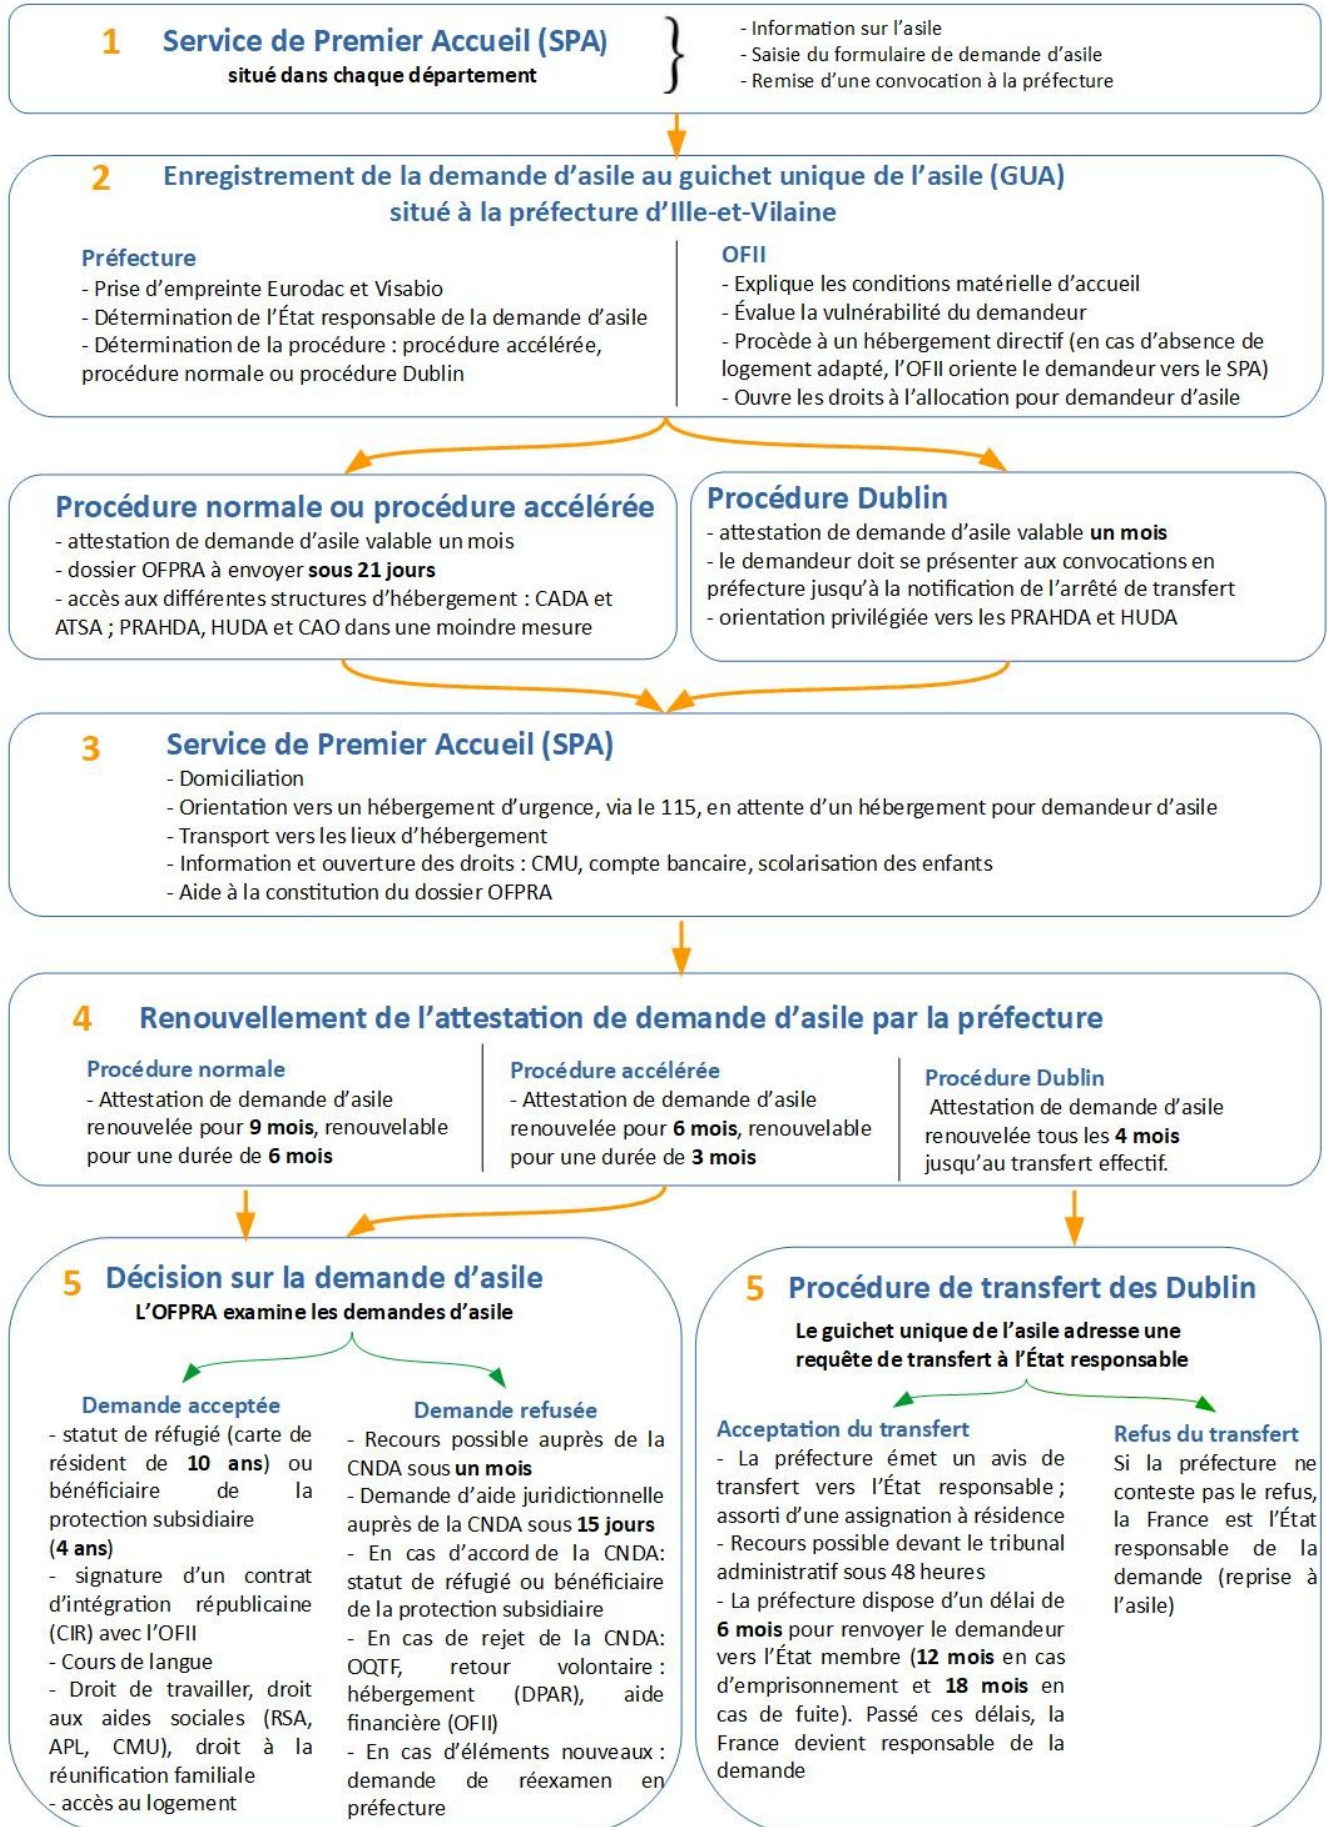 1 Service de Premier Accueil (SPA)
situé dans chaque département
- Information sur l'asile
- Saisie du formulaire de demande d'asile
- Remise d'une convocation à la préfecture
2 Enregistrement de la demande d'asile au guichet unique de l'asile (GUA)
situé à la préfecture d'Ille-et-Vilaine
Préfecture
- Prise d'empreinte Eurodac et Visabio
- Détermination de l'État responsable de la demande d'asile
- Détermination de la procédure : procédure accélérée,
procédure normale ou procédure Dublin
OFII
- Explique les conditions matérielle d'accueil
- Évalue la vulnérabilité du demandeur
- Procède à un hébergement directif (en cas d'absence de
logement adapté, l'OFII oriente le demandeur vers le SPA)
- Ouvre les droits à l'allocation pour demandeur d'asile
Procédure normale ou procédure accélérée
- attestation de demande d'asile valable un mois
- dossier OFPRA à envoyer sous 21 jours
- accès aux différentes structures d'hébergement : CADA et
ATSA ; PRAHDA, HUDA et CAO dans une moindre mesure
Procédure Dublin
- attestation de demande d'asile valable un mois
- le demandeur doit se présenter aux convocations en
préfecture jusqu'à la notification de l'arrêté de transfert
- orientation privilégiée vers les PRAHDA et HUDA
3 Service de Premier Accueil (SPA)
- Domiciliation
- Orientation vers un hébergement d'urgence, via le 115, en attente d'un hébergement pour demandeur d'asile
- Transport vers les lieux d'hébergement
- Information et ouverture des droits : CMU, compte bancaire, scolarisation des enfants
- Aide à la constitution du dossier OFPRA
4 Renouvellement de l'attestation de demande d'asile par la préfecture
Procédure normale
- Attestation de demande d'asile
renouvelée pour 9 mois, renouvelable
pour une durée de 6 mois
Procédure accélérée
- Attestation de demande d'asile
renouvelée pour 6 mois, renouvelable
pour une durée de 3 mois
Procédure Dublin
Attestation de demande d'asile
renouvelée tous les 4 mois
jusqu'au transfert effectif.
5 Décision sur la demande d'asile
L'OFPRA examine les demandes d'asile
Demande acceptée
- statut de réfugié (carte de
résident de 10 ans) ou
bénéficiaire de la
protection subsidiaire
(4 ans)
- signature d'un contrat
d'intégration républicaine
(CIR) avec l'OFII
- Cours de langue
- Droit de travailler, droit
aux aides sociales (RSA,
APL, CMU), droit à la
réunification familiale
- accès au logement
Demande refusée
- Recours possible auprès de la
CNDA sous un mois
- Demande d'aide juridictionnelle
auprès de la CNDA sous 15 jours
- En cas d'accord de la CNDA:
statut de réfugié ou bénéficiaire
de la protection subsidiaire
- En cas de rejet de la CNDA:
OQTF, retour volontaire :
hébergement (DPAR), aide
financière (OFII)
- En cas d'éléments nouveaux :
demande de réexamen en
préfecture
5 Procédure de transfert des Dublin
Le guichet unique de l'asile adresse une
requête de transfert à l'État responsable
Acceptation du transfert
- La préfecture émet un avis de
transfert vers l'État responsable ;
assorti d'une assignation à résidence
- Recours possible devant le tribunal
administratif sous 48 heures
- La préfecture dispose d'un délai de
6 mois pour renvoyer le demandeur
vers l'État membre (12 mois en cas
d'emprisonnement et 18 mois en
cas de fuite). Passé ces délais, la
France devient responsable de la
demande
Refus du transfert
Si la préfecture ne
conteste pas le refus,
la France est l'État
responsable de la
demande (reprise à
l'asile)